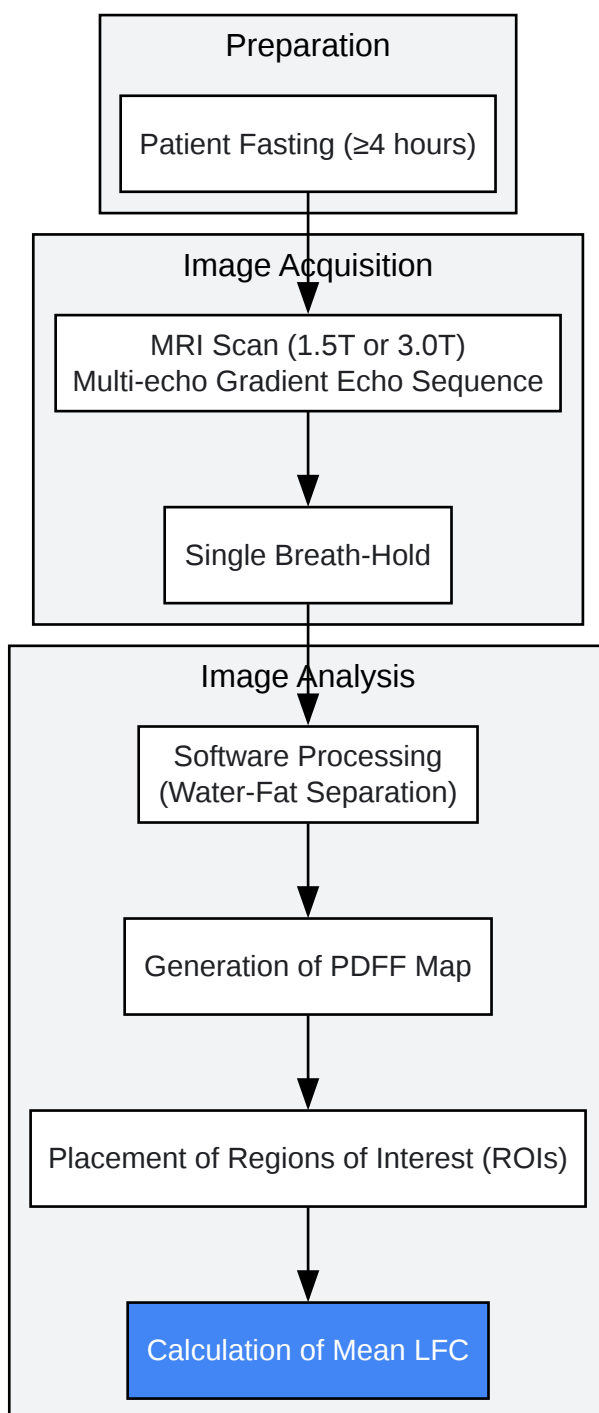 Preparation
Patient Fasting (≥4 hours)
Image Acquisition
MRI Scan (1.5T or 3.0T)
Multi-echo Gradient Echo Sequence
Single Breath-Hold
Image Analysis
Software Processing
(Water-Fat Separation)
Generation of PDFF Map
Placement of Regions of Interest (ROIs)
Calculation of Mean LFC